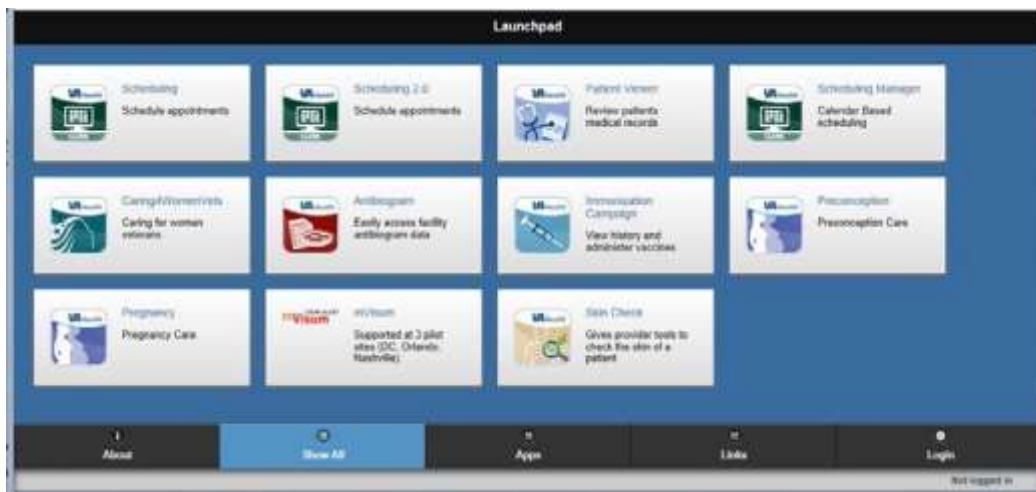 Launchpad
Scheduling
Schedule appointments
Scheduling 2.0
Schedule appointments
Patient Viewer
Review patients
medical records
Scheduling Manager
Calendar Based
scheduling
Caring4WomenVets
Caring for woman
veterans
Antibiogram
Easily access facility
antibiogram data
Immunization
Campaign
View history and
administer vaccines
Preconception
Preconception Care
Pregnancy
Pregnancy Care
mVisum
Supported at 3 pilot
sites (DC, Orlando,
Nashville)
Skin Check
Gives provider tools to
check the skin of a
patient
About
Show All
Apps
Links
Login
Not logged in